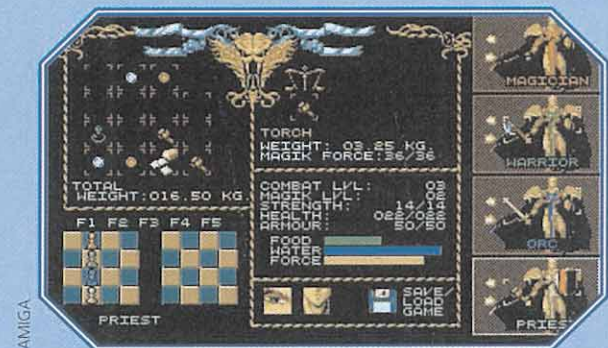 TORCH
WEIGHT: 03.25 KG.
MAGIK FORCE:36/36
TOTAL
WEIGHT:016.50 KG
COMBAT LVL: 03
MAGIK LVL: 02
STRENGTH: 14/14
HEALTH: 022/022
ARMOUR: 50/50
FOOD
WATER
FORCE
F1 F2 F3 F4 F5
PRIEST
SAVE/
LOAD
GAME
MAGICIAN
WARRIOR
ORC
PRIEST
AMIGA